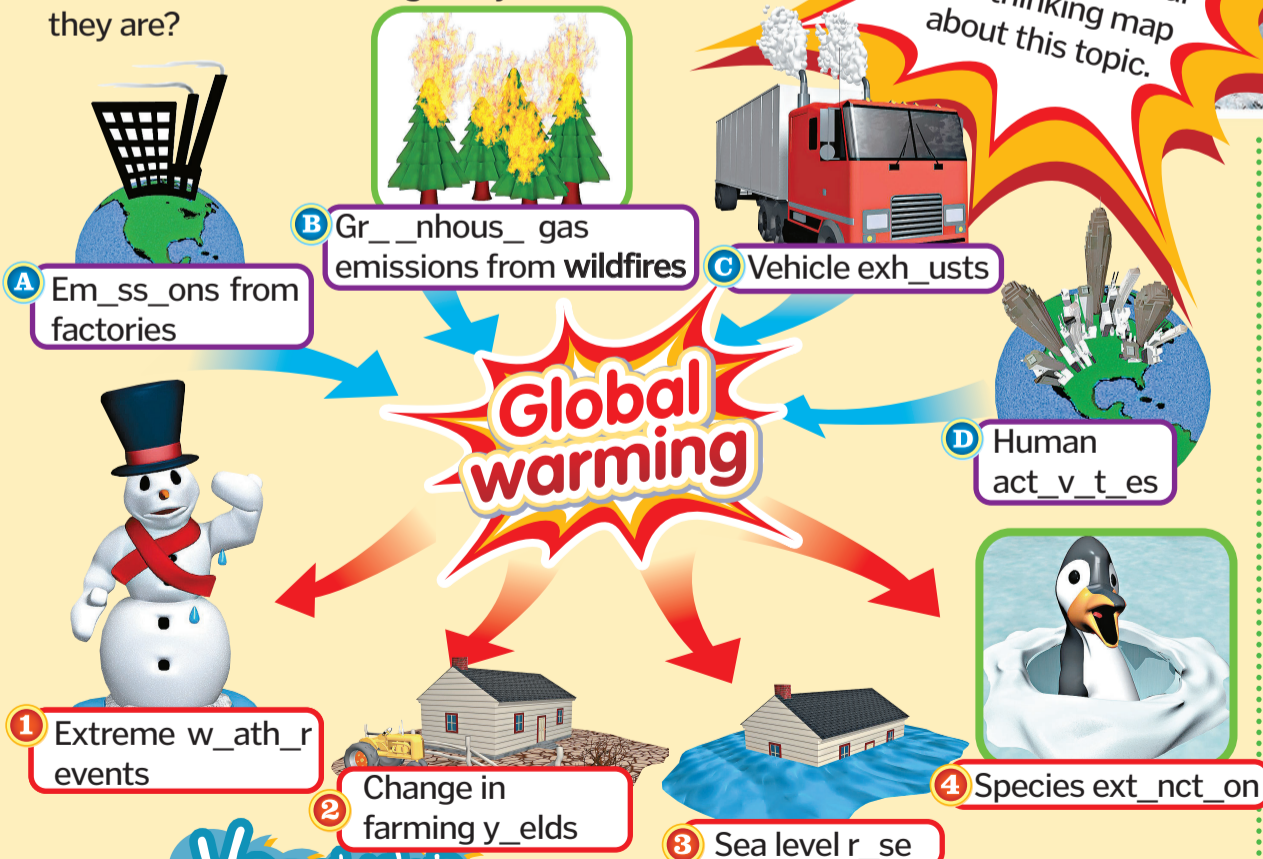 they are?
thinking map
about this topic.
B Gr_ _nhous_ gas
emissions from wildfires
C Vehicle exh_usts
A Em_ss_ons from
factories
Global
warming
D Human
act_v_t_es
1 Extreme w_ath_r
events
2 Change in
farming y_elds
3 Sea level r_se
4 Species ext_nct_on